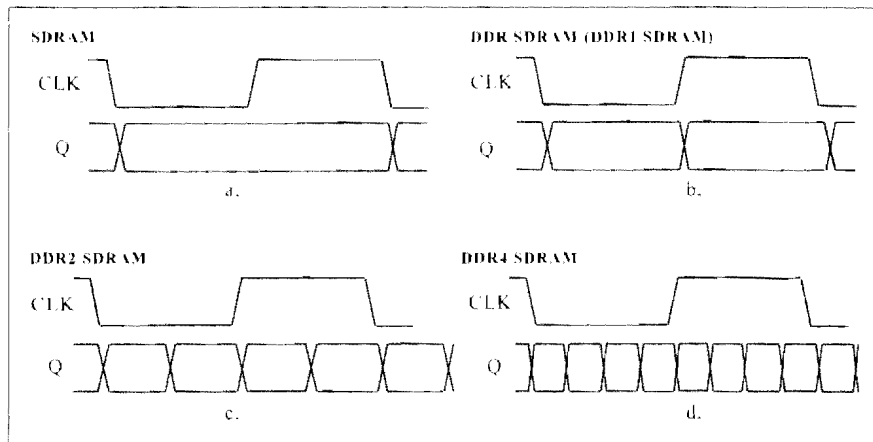 SDRAM
CLK
Q
a.
DDR SDRAM (DDR1 SDRAM)
CLK
Q
b.
DDR2 SDRAM
CLK
Q
c.
DDR4 SDRAM
CLK
Q
d.